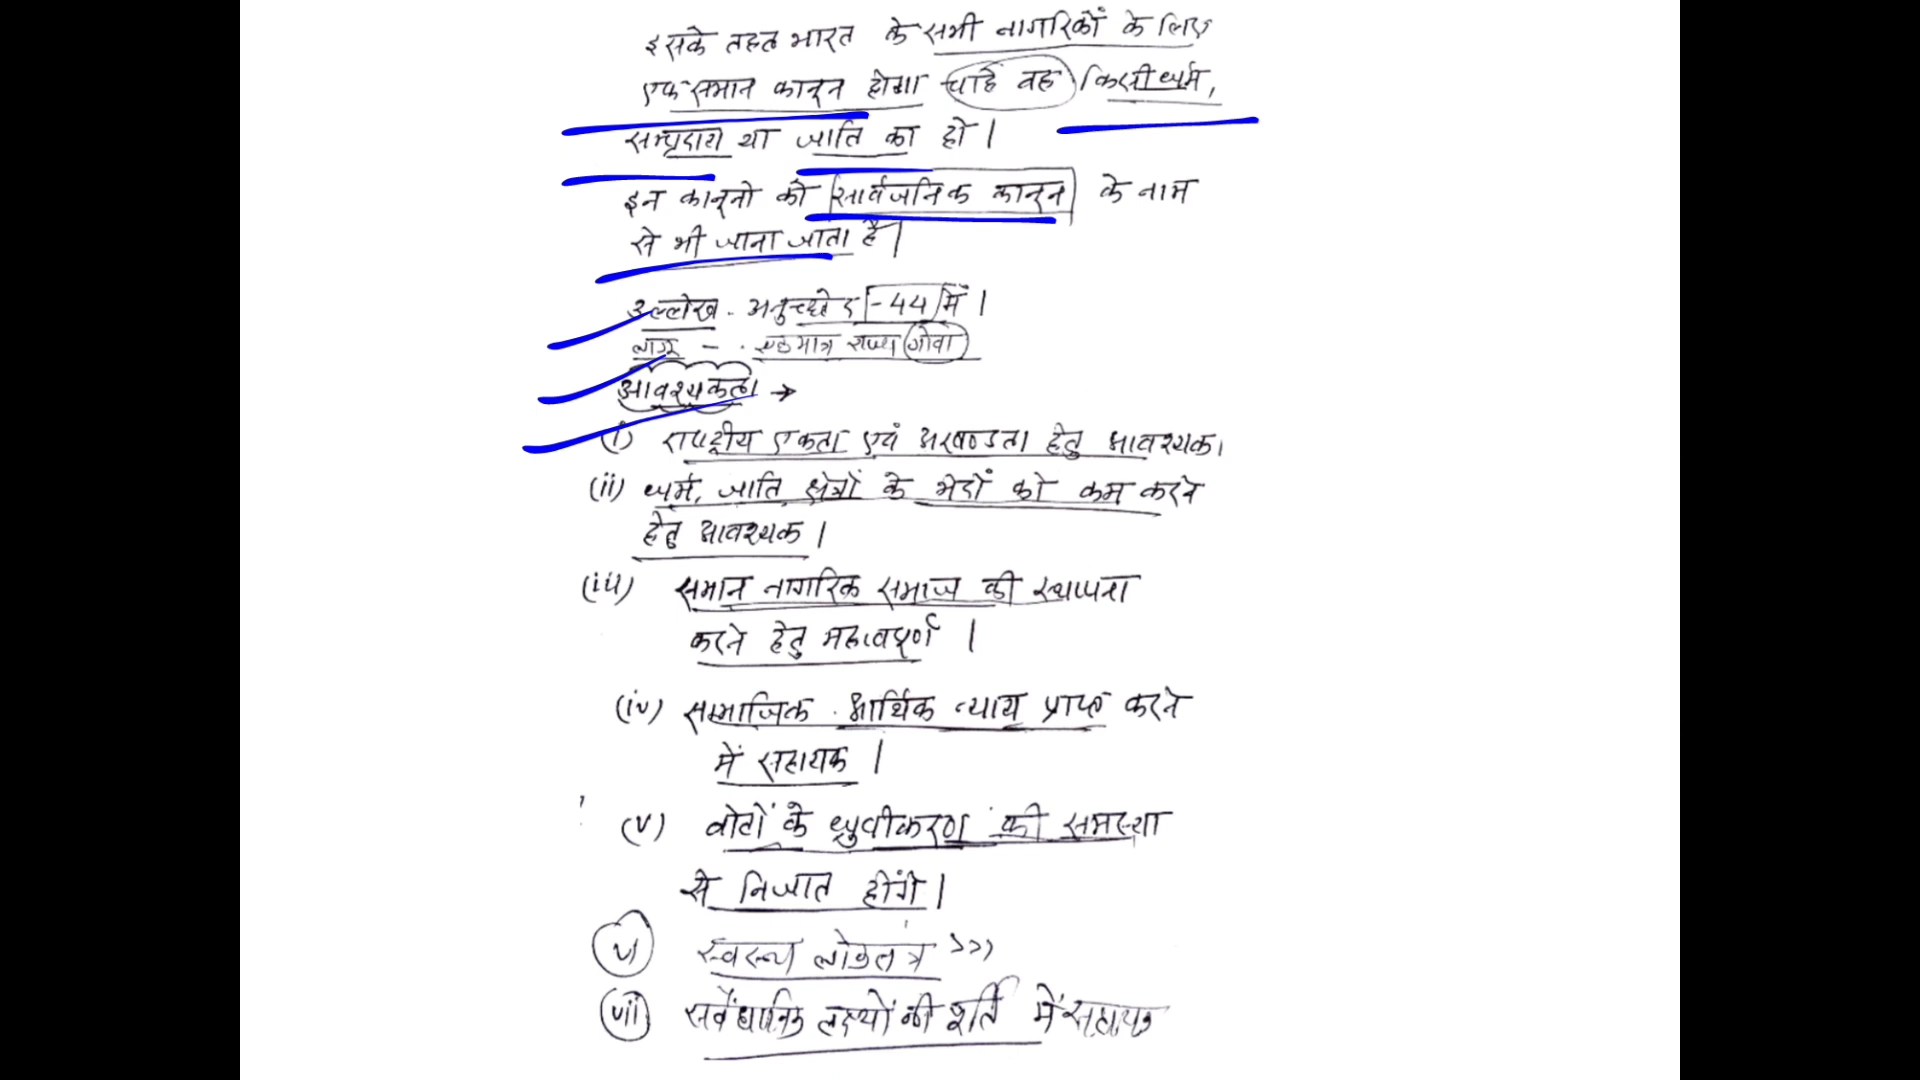 इसके तहत भारत के सभी नागरिकों के लिए
एक समान कानून होगा चाहे वह किसी धर्म,
सम्प्रदाय या जाति का हो।
इन कानूनो को सार्वजनिक कानून के नाम
से भी जाना जाता है।
उल्लेख - अनुच्छेद - 44 में।
लागू - एकमात्र राज्य गोवा
आवश्यकता →
(i) राष्ट्रीय एकता एवं अखण्डता हेतु आवश्यक।
(ii) धर्म, जाति क्षेत्रों के भेदों को कम करने
हेतु आवश्यक।
(iii) समान नागरिक समाज की स्थापना
करने हेतु महत्वपूर्ण।
(iv) सामाजिक आर्थिक न्याय प्राप्त करने
में सहायक।
(v) वोटों के ध्रुवीकरण की समस्या
से निजात होगी।
vi स्वस्थ लोकतंत्र >>>
vii संवैधानिक लक्ष्यों की पूर्ति में सहायक